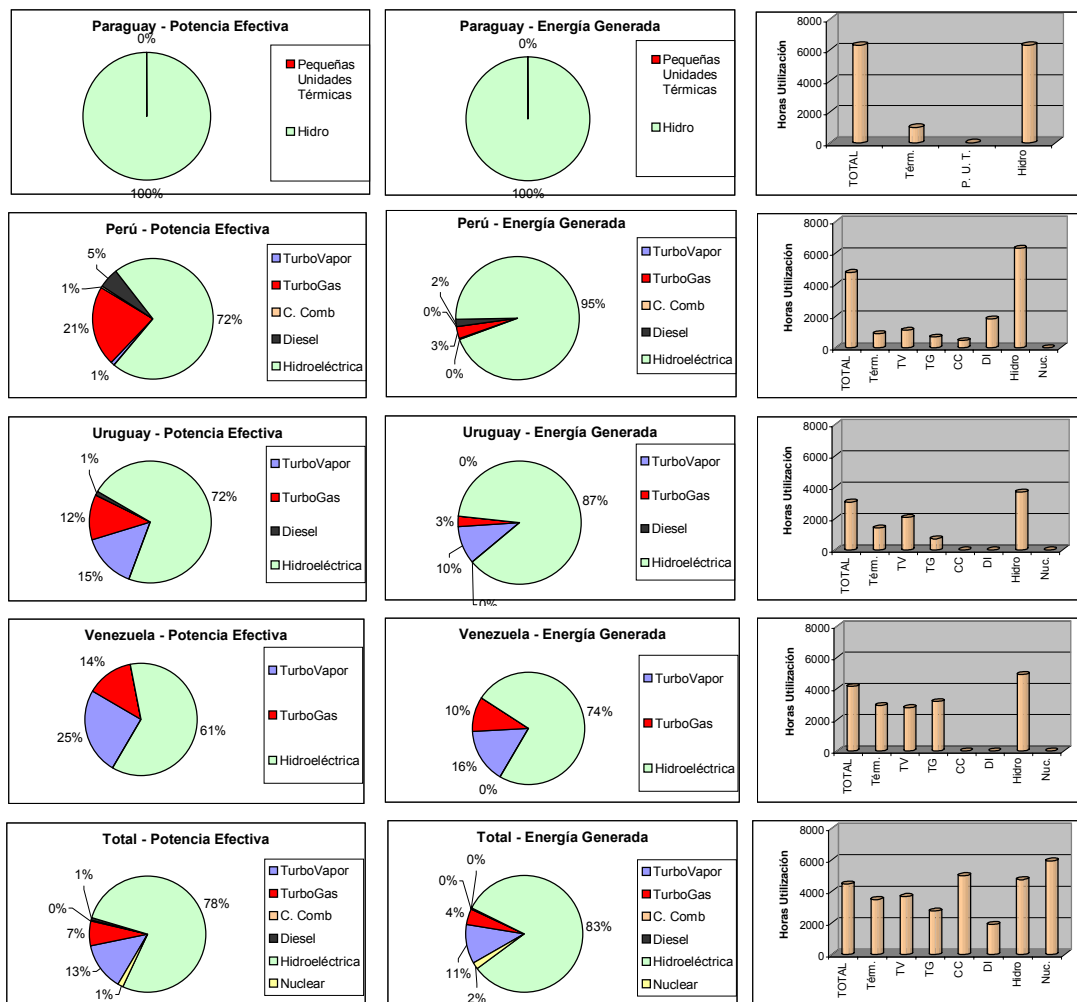 Paraguay - Potencia Efectiva
0%
100%
Pequeñas
Unidades
Térmicas
Hidro
Paraguay - Energía Generada
0%
100%
Pequeñas
Unidades
Térmicas
Hidro
Horas Utilización
8000
6000
4000
2000
0
TOTAL
Térm.
P. U. T.
Hidro
Perú - Potencia Efectiva
5%
1%
21%
1%
72%
TurboVapor
TurboGas
C. Comb
Diesel
Hidroeléctrica
Perú - Energía Generada
2%
0%
3%
0%
95%
TurboVapor
TurboGas
C. Comb
Diesel
Hidroeléctrica
Horas Utilización
8000
6000
4000
2000
0
TOTAL
Térm.
TV
TG
CC
DI
Hidro
Nuc.
Uruguay - Potencia Efectiva
1%
12%
15%
72%
TurboVapor
TurboGas
Diesel
Hidroeléctrica
Uruguay - Energía Generada
0%
3%
10%
0%
87%
TurboVapor
TurboGas
Diesel
Hidroeléctrica
Horas Utilización
8000
6000
4000
2000
0
TOTAL
Térm.
TV
TG
CC
DI
Hidro
Nuc.
Venezuela - Potencia Efectiva
14%
25%
61%
TurboVapor
TurboGas
Hidroeléctrica
Venezuela - Energía Generada
10%
16%
0%
74%
TurboVapor
TurboGas
Hidroeléctrica
Horas Utilización
8000
6000
4000
2000
0
TOTAL
Térm.
TV
TG
CC
DI
Hidro
Nuc.
Total - Potencia Efectiva
1%
0%
7%
13%
1%
78%
TurboVapor
TurboGas
C. Comb
Diesel
Hidroeléctrica
Nuclear
Total - Energía Generada
0%
0%
4%
11%
2%
83%
TurboVapor
TurboGas
C. Comb
Diesel
Hidroeléctrica
Nuclear
Horas Utilización
8000
6000
4000
2000
0
TOTAL
Térm.
TV
TG
CC
DI
Hidro
Nuc.